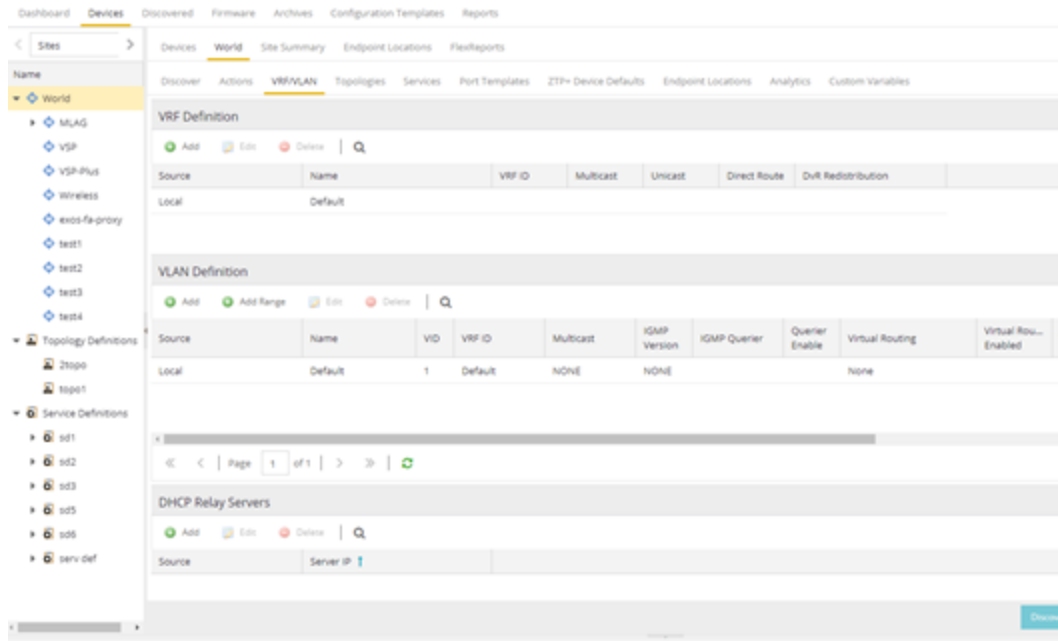 Dashboard Devices Discovered Firmware Archives Configuration Templates Reports
Sites
Name
World
MLAG
VSP
VSP-Plus
Wireless
exos-fa-proxy
test1
test2
test3
test4
Topology Definitions
2topo
topo1
Service Definitions
sd1
sd2
sd3
sd5
sd6
serv def
Devices World Site Summary Endpoint Locations FlexReports
Discover Actions VRF/VLAN Topologies Services Port Templates ZTP+ Device Defaults Endpoint Locations Analytics Custom Variables
VRF Definition
Add Edit Delete
Source Name VRF ID Multicast Unicast Direct Route DvR Redistribution
Local Default
VLAN Definition
Add Add Range Edit Delete
Source Name VID VRF ID Multicast IGMP Version IGMP Querier Querier Enable Virtual Routing Virtual Rou... Enabled
Local Default 1 Default NONE NONE None
Page 1 of 1
DHCP Relay Servers
Add Edit Delete
Source Server IP